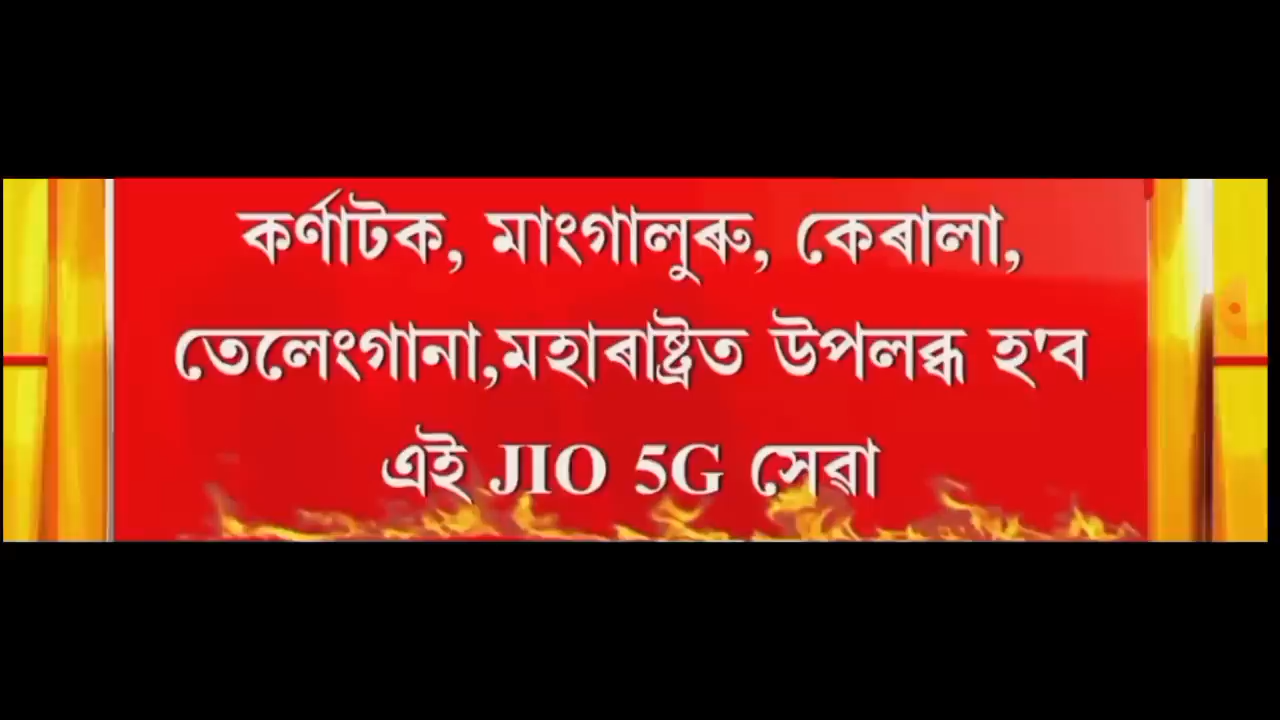 কৰ্ণাটক, মাংগালুৰু, কেৰালা,
তেলেংগানা,মহাৰাষ্ট্ৰত উপলব্ধ হ'ব
এই JIO 5G সেৱা